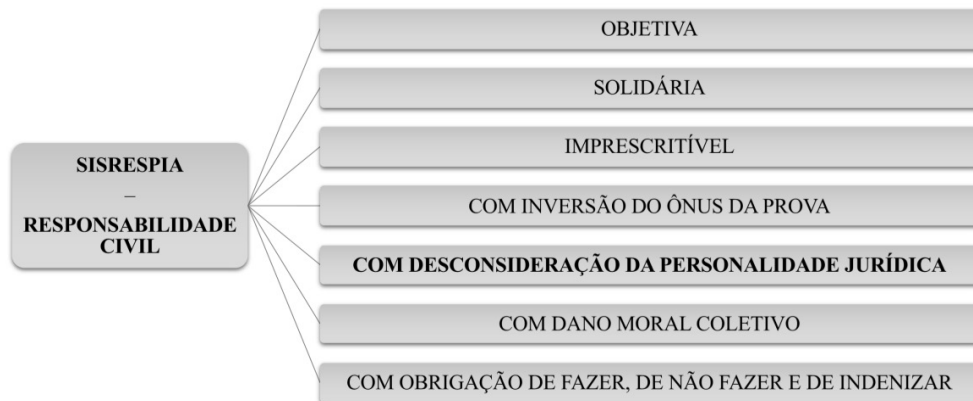 SISRESPIA
–
RESPONSABILIDADE
CIVIL
OBJETIVA
SOLIDÁRIA
IMPRESCRITÍVEL
COM INVERSÃO DO ÔNUS DA PROVA
COM DESCONSIDERAÇÃO DA PERSONALIDADE JURÍDICA
COM DANO MORAL COLETIVO
COM OBRIGAÇÃO DE FAZER, DE NÃO FAZER E DE INDENIZAR